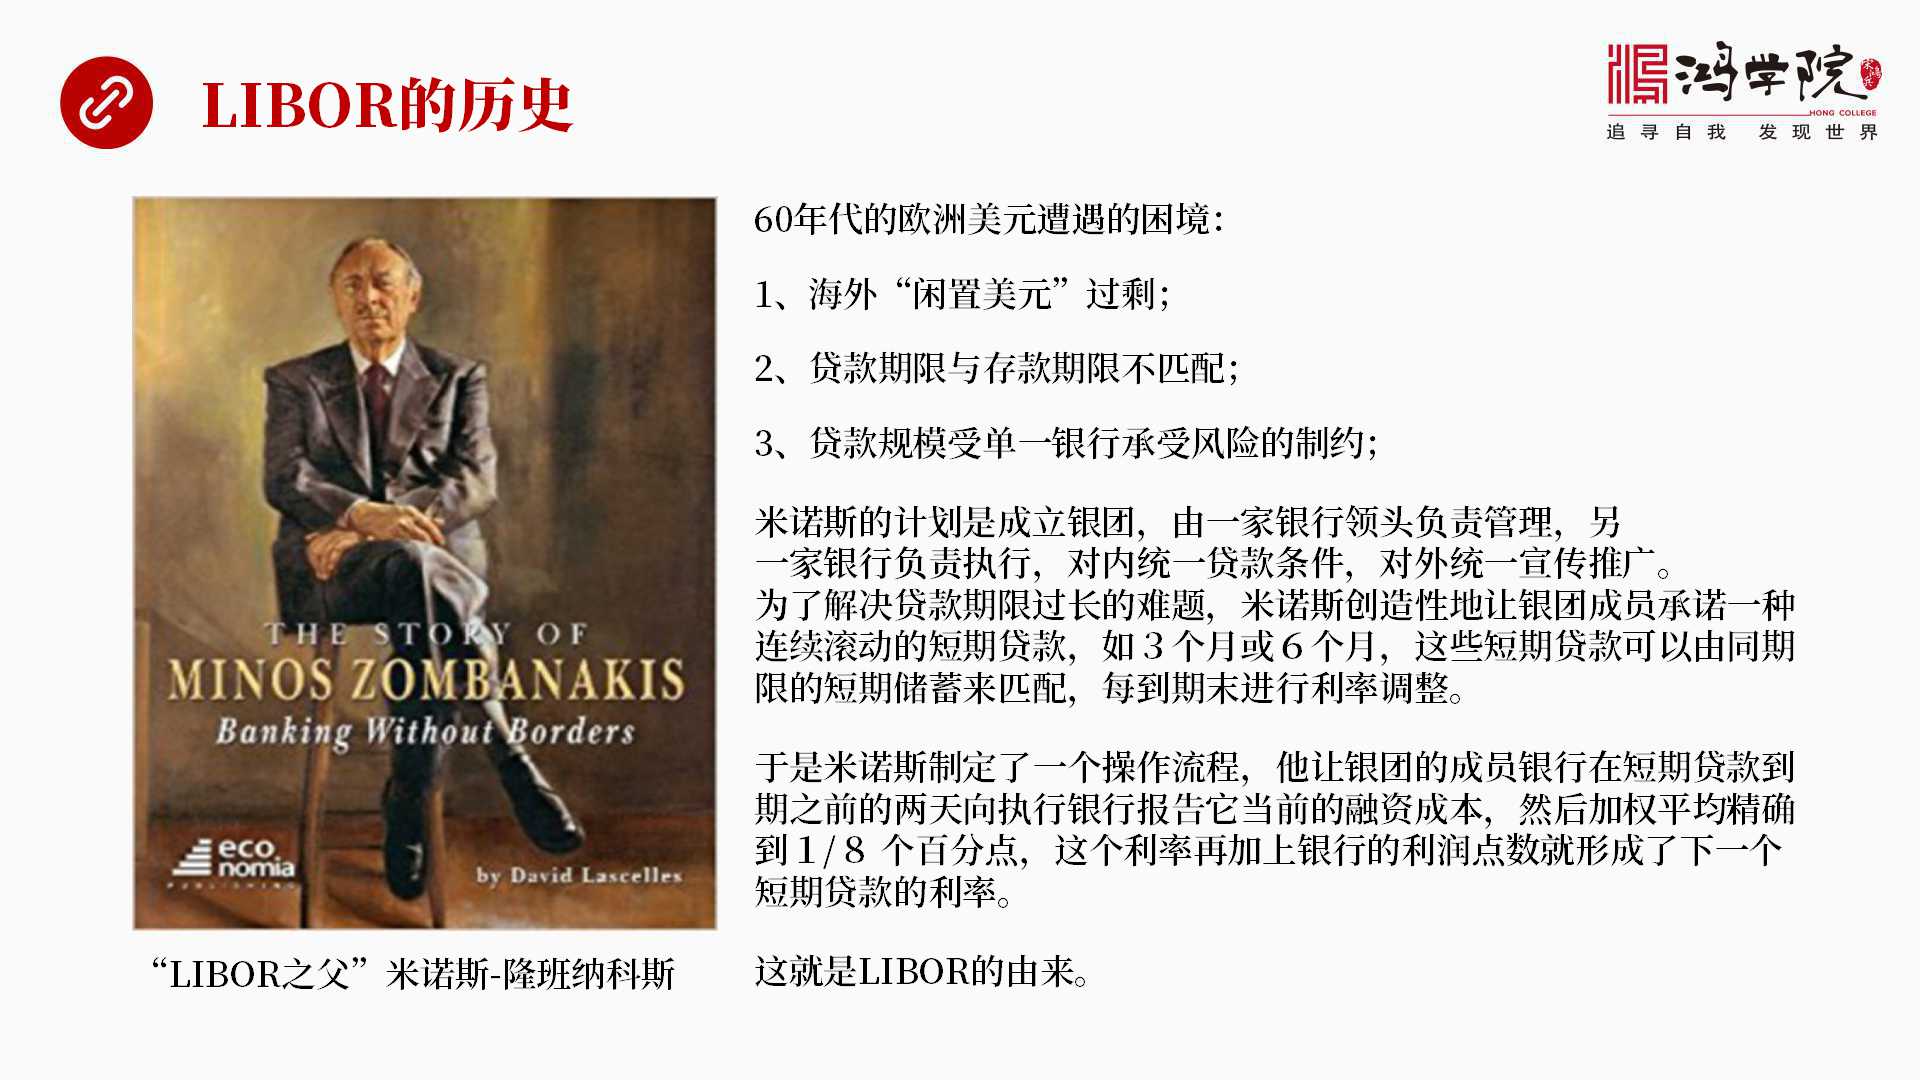 LIBOR的历史
鸿学院
宋鸿兵
HONG COLLEGE
追寻自我 发现世界
THE STORY OF
MINOS ZOMBANAKIS
Banking Without Borders
eco
nomia
PUBLISHING
by David Lascelles
“LIBOR之父”米诺斯-隆班纳科斯
60年代的欧洲美元遭遇的困境：
1、海外“闲置美元”过剩；
2、贷款期限与存款期限不匹配；
3、贷款规模受单一银行承受风险的制约；
米诺斯的计划是成立银团，由一家银行领头负责管理，另
一家银行负责执行，对内统一贷款条件，对外统一宣传推广。
为了解决贷款期限过长的难题，米诺斯创造性地让银团成员承诺一种
连续滚动的短期贷款，如３个月或６个月，这些短期贷款可以由同期
限的短期储蓄来匹配，每到期末进行利率调整。
于是米诺斯制定了一个操作流程，他让银团的成员银行在短期贷款到
期之前的两天向执行银行报告它当前的融资成本，然后加权平均精确
到１/８ 个百分点，这个利率再加上银行的利润点数就形成了下一个
短期贷款的利率。
这就是LIBOR的由来。